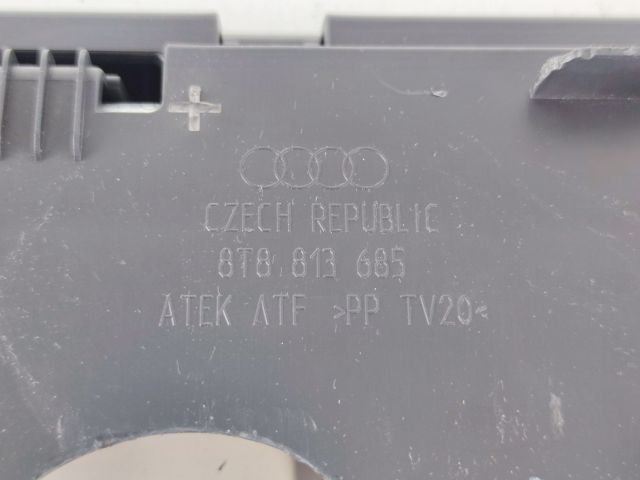 CZECH REPUBLIC
8T8 813 685
ATEK ATF >PP TV20<